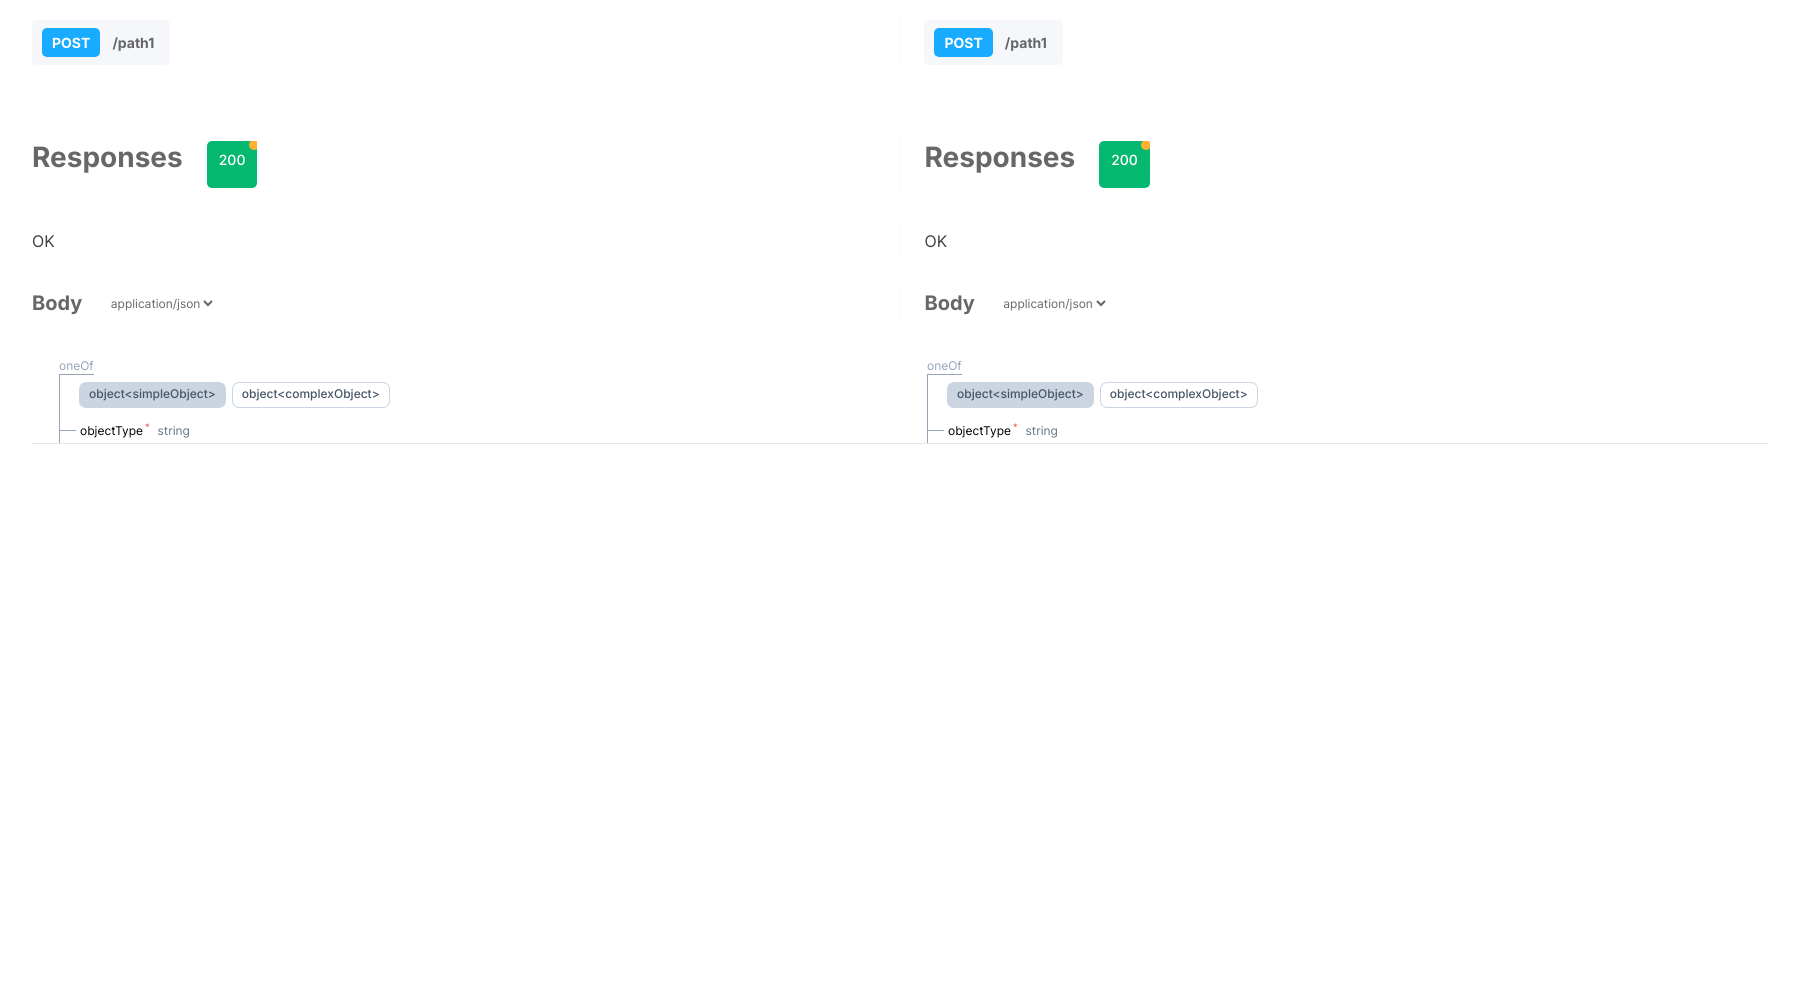 POST /path1
POST /path1
Responses 200
Responses 200
OK
OK
Body application/json
Body application/json
oneOf
oneOf
object<simpleObject> object<complexObject>
object<simpleObject> object<complexObject>
objectType* string
objectType* string